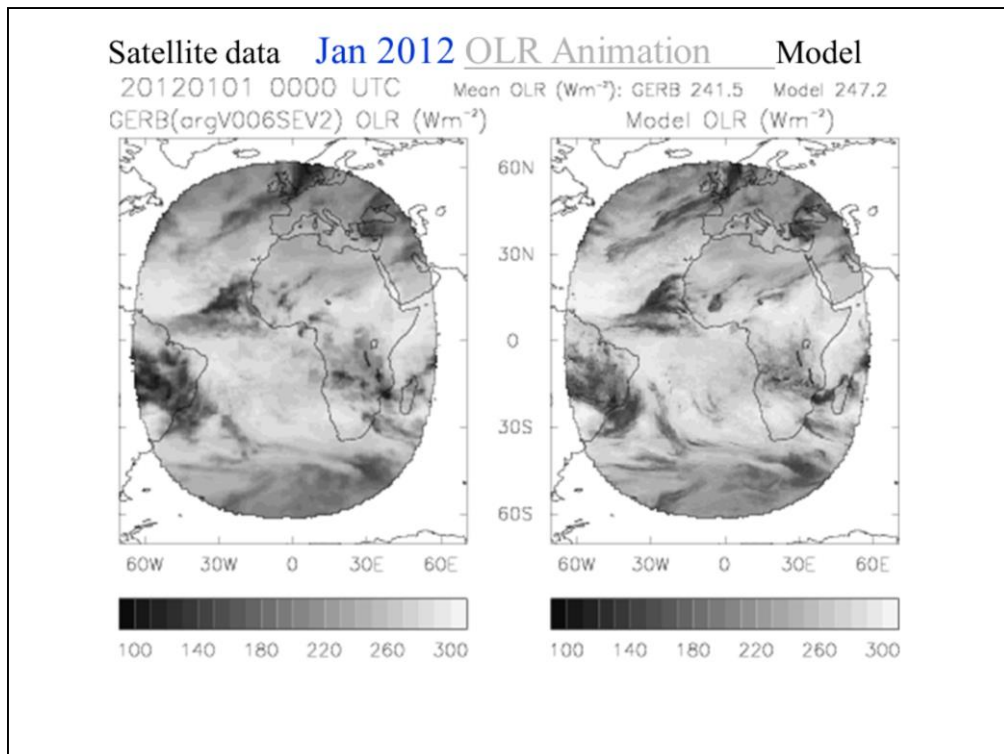 Satellite data Jan 2012 OLR Animation Model
20120101 0000 UTC Mean OLR (Wm⁻²): GERB 241.5 Model 247.2
GERB(argV006SEV2) OLR (Wm⁻²) Model OLR (Wm⁻²)
60N
30N
0
30S
60S
60W 30W 0 30E 60E 60W 30W 0 30E 60E
100 140 180 220 260 300 100 140 180 220 260 300